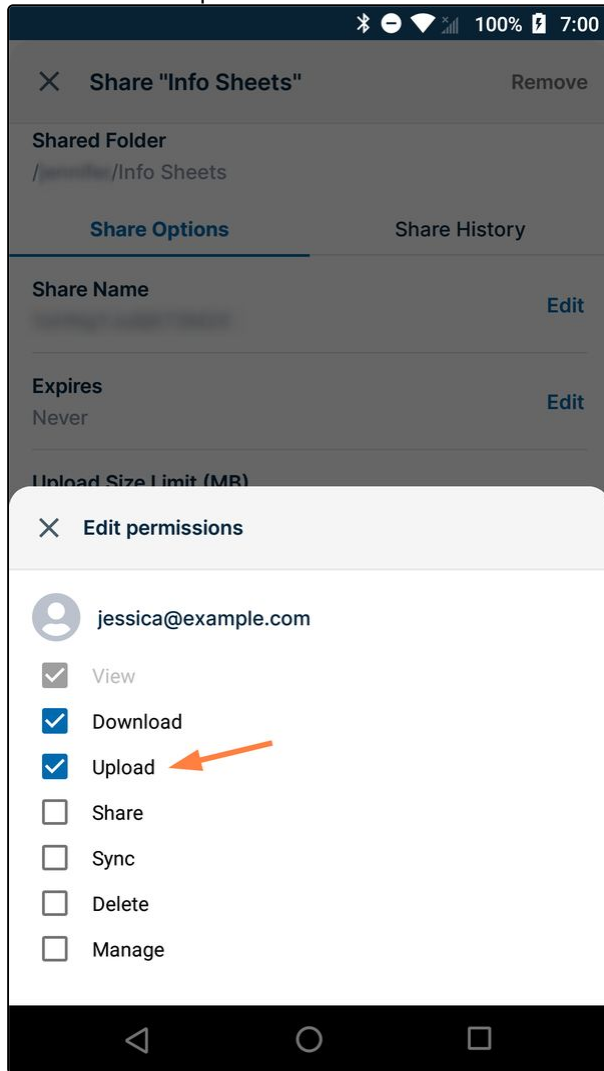 100% 7:00
Share "Info Sheets" Remove
Shared Folder
/ /Info Sheets
Share Options Share History
Share Name
Edit
Expires
Edit
Never
Upload Size Limit (MB)
Edit permissions
jessica@example.com
View
Download
Upload
Share
Sync
Delete
Manage